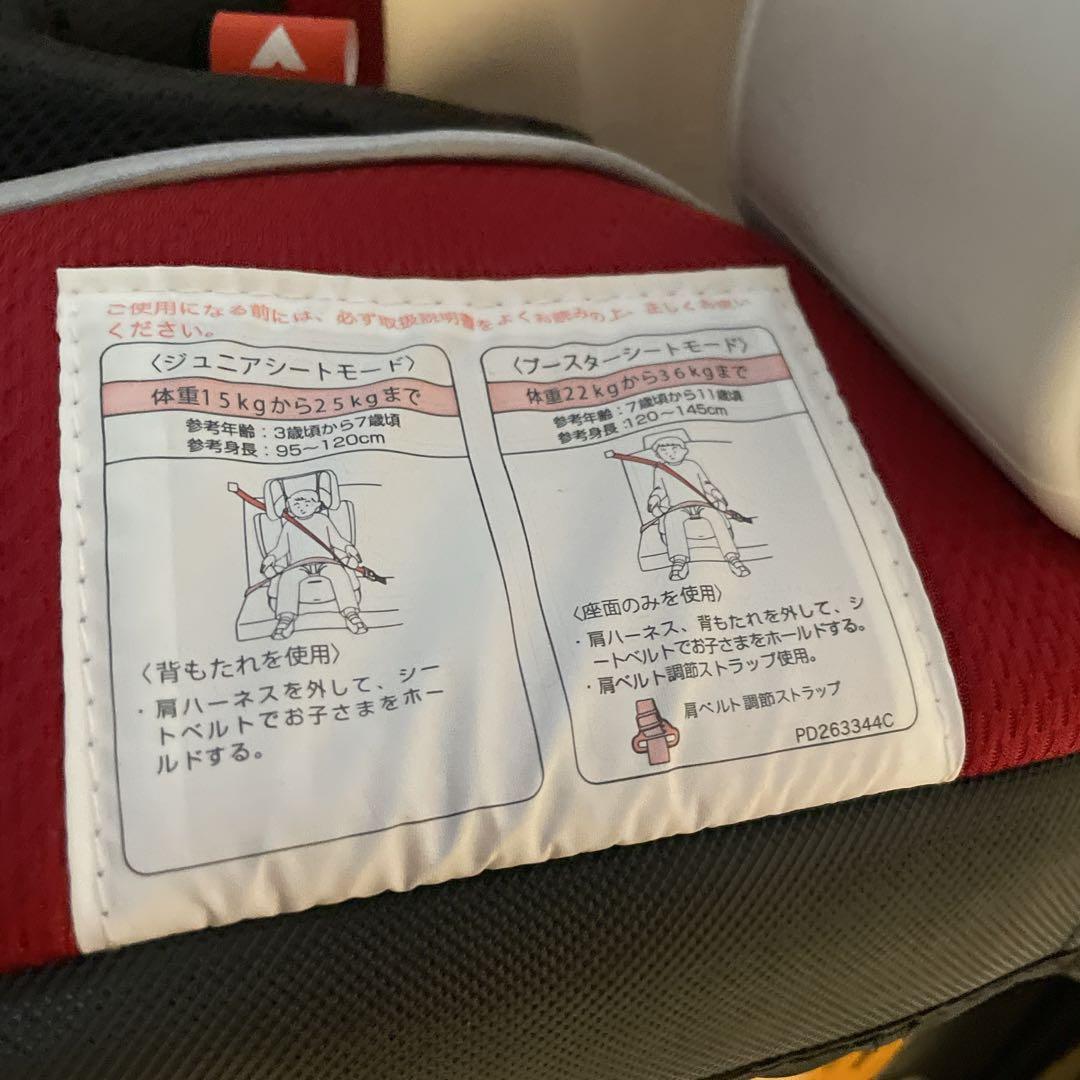 ご使用になる前には、必ず取扱説明書をよくお読みの上、正しくお使い
ください。
〈ジュニアシートモード〉
体重15kgから25kgまで
参考年齢：3歳頃から7歳頃
参考身長：95～120cm
〈背もたれを使用〉
・肩ハーネスを外して、シー
トベルトでお子さまをホー
ルドする。
〈ブースターシートモード〉
体重22kgから36kgまで
参考年齢：7歳頃から11歳頃
参考身長：120～145cm
〈座面のみを使用〉
・肩ハーネス、背もたれを外して、シ
ートベルトでお子さまをホールドする。
・肩ベルト調節ストラップ使用。
肩ベルト調節ストラップ
PD263344C